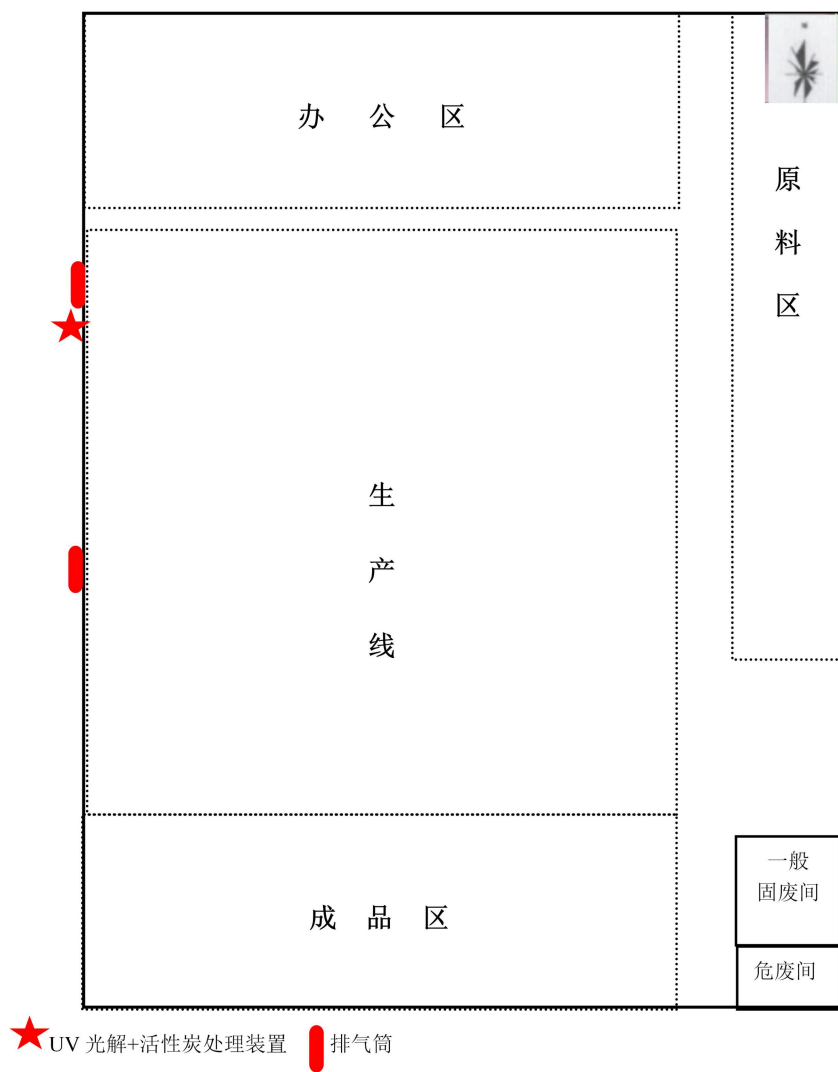 办 公 区
原
料
区
生
产
线
一般
固废间
成 品 区
危废间
UV 光解+活性炭处理装置
排气筒